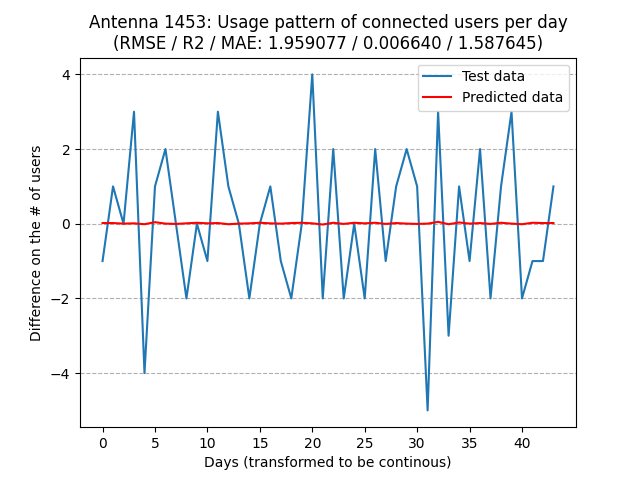 Antenna 1453: Usage pattern of connected users per day
(RMSE / R2 / MAE: 1.959077 / 0.006640 / 1.587645)
Test data
Predicted data
Difference on the # of users
4
2
0
−2
−4
0 5 10 15 20 25 30 35 40
Days (transformed to be continous)